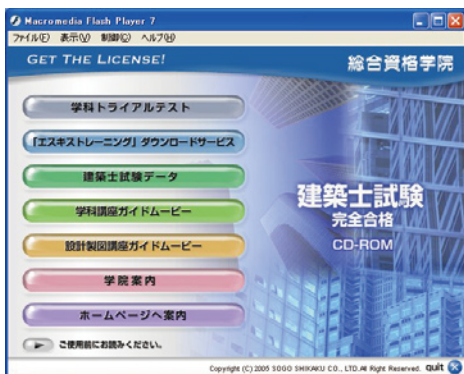 Macromedia Flash Player 7
ファイル(F) 表示(V) 制御(C) ヘルプ(H)
GET THE LICENSE!
総合資格学院
学科トライアルテスト
「エスキストレーニング」ダウンロードサービス
建築士試験データ
学科講座ガイドムービー
設計製図講座ガイドムービー
学院案内
ホームページへ案内
建築士試験
完全合格
CD-ROM
ご使用前にお読みください。
Copyright (C) 2005 SOGO SHIKAKU CO., LTD.All Right Reserved.
quit